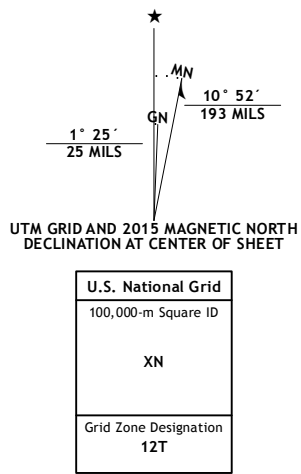 ★
MN
10° 52´
193 MILS
GN
1° 25´
25 MILS
UTM GRID AND 2015 MAGNETIC NORTH
DECLINATION AT CENTER OF SHEET
U.S. National Grid
100,000-m Square ID
XN
Grid Zone Designation
12T